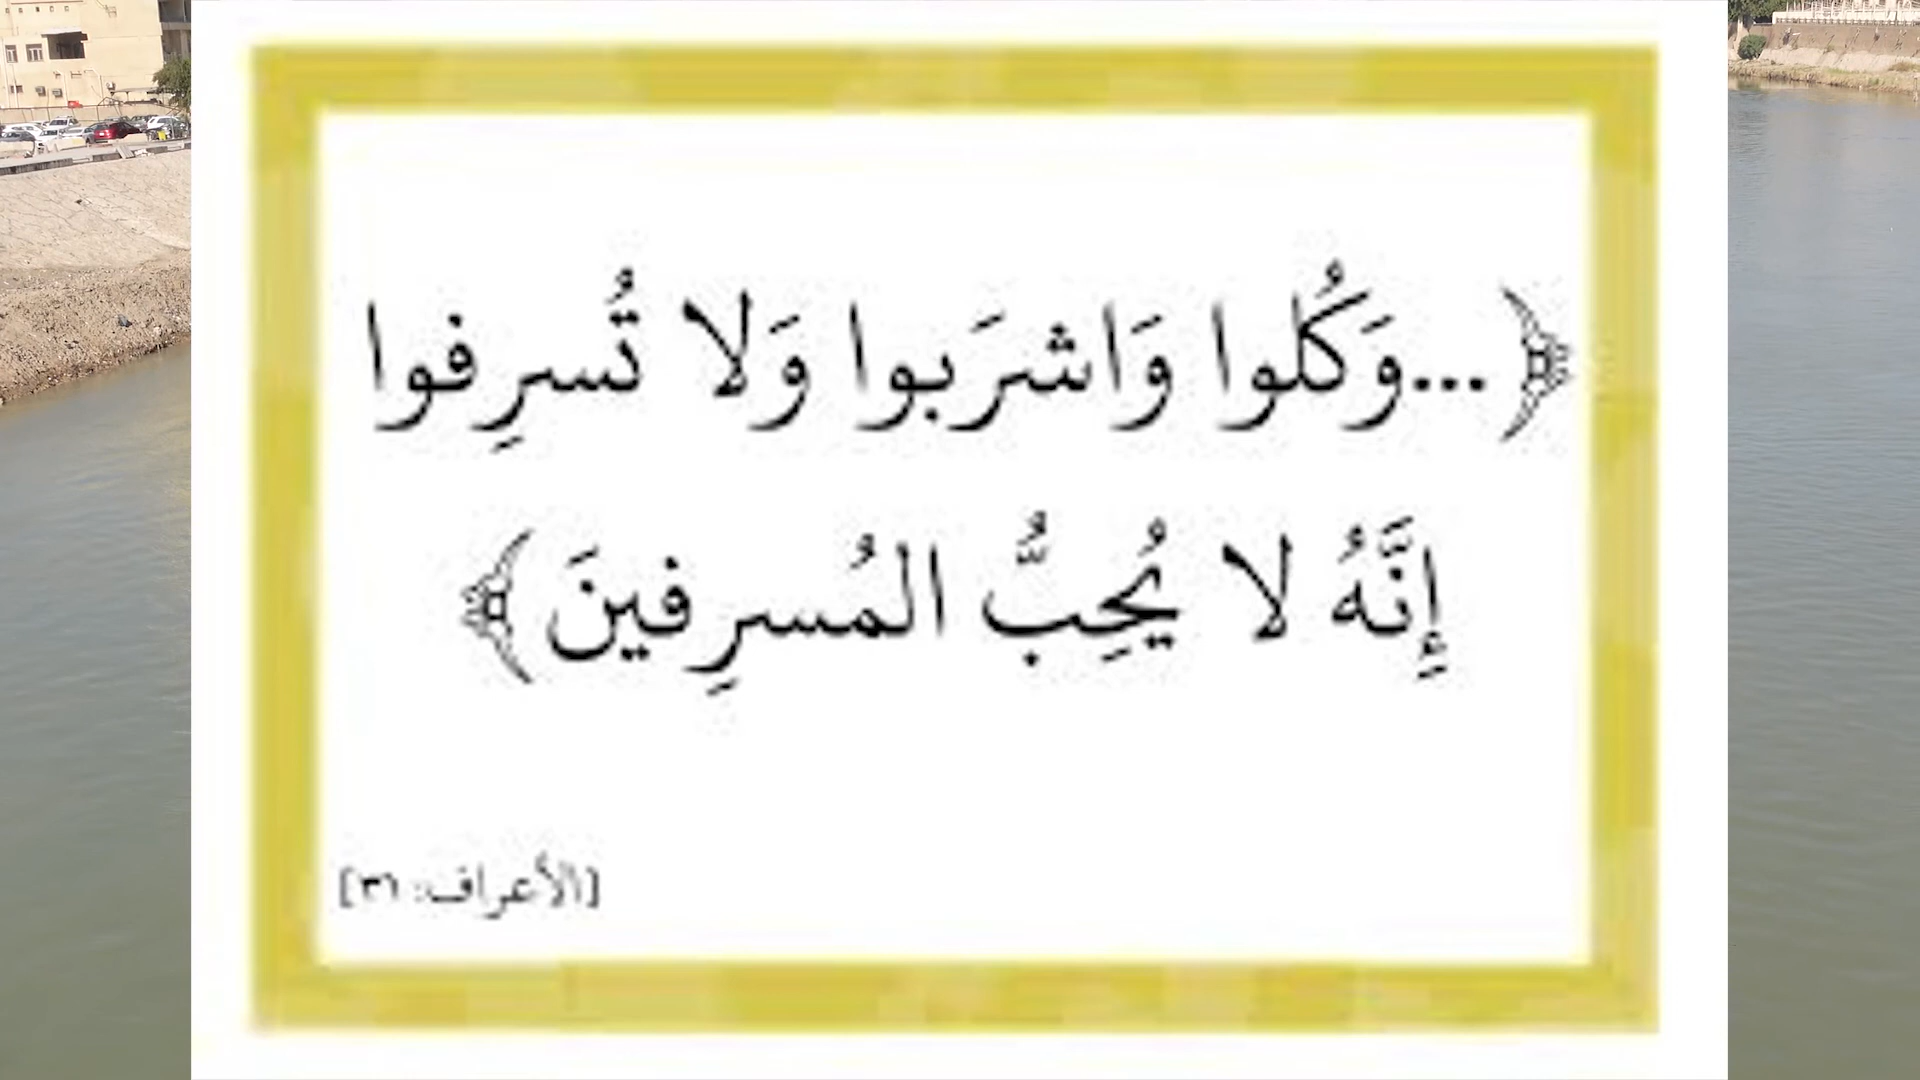 ﴿...وَكُلوا وَاشرَبوا وَلا تُسرِفوا
إِنَّهُ لا يُحِبُّ المُسرِفينَ﴾
[الأعراف: ٣١]